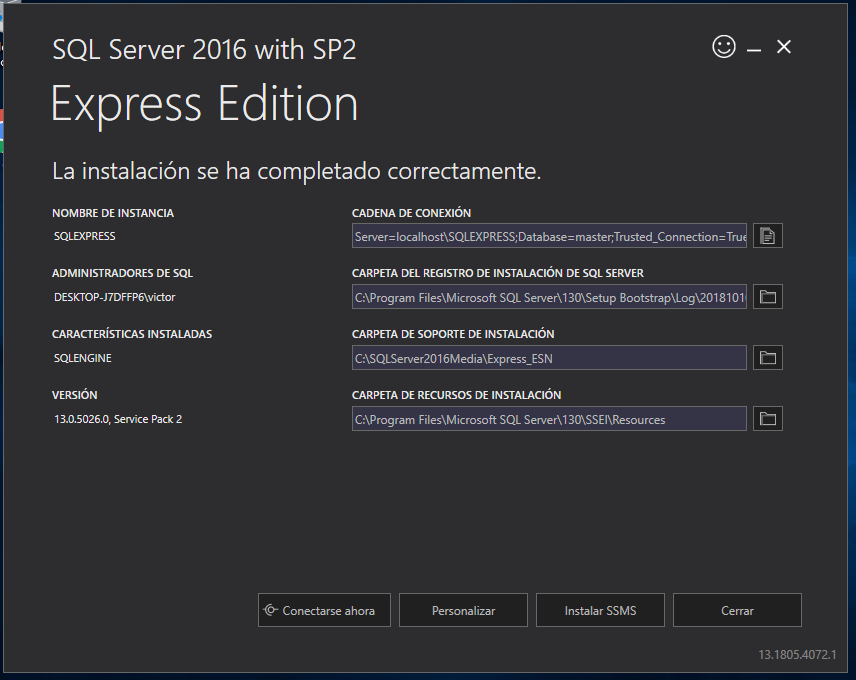 SQL Server 2016 with SP2
Express Edition
La instalación se ha completado correctamente.
NOMBRE DE INSTANCIA
SQLEXPRESS
CADENA DE CONEXIÓN
Server=localhost\SQLEXPRESS;Database=master;Trusted_Connection=True
ADMINISTRADORES DE SQL
DESKTOP-J7DFFP6\victor
CARPETA DEL REGISTRO DE INSTALACIÓN DE SQL SERVER
C:\Program Files\Microsoft SQL Server\130\Setup Bootstrap\Log\2018101
CARACTERÍSTICAS INSTALADAS
SQLENGINE
CARPETA DE SOPORTE DE INSTALACIÓN
C:\SQLServer2016Media\Express_ESN
VERSIÓN
13.0.5026.0, Service Pack 2
CARPETA DE RECURSOS DE INSTALACIÓN
C:\Program Files\Microsoft SQL Server\130\SSEI\Resources
Conectarse ahora
Personalizar
Instalar SSMS
Cerrar
13.1805.4072.1